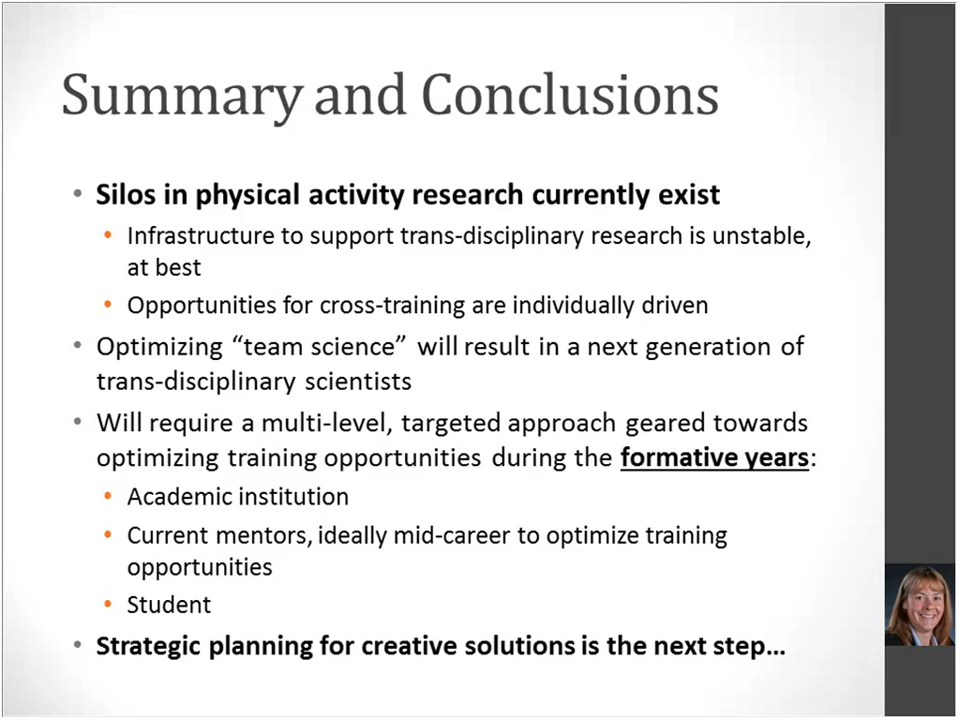 Summary and Conclusions
• Silos in physical activity research currently exist
• Infrastructure to support trans-disciplinary research is unstable,
at best
• Opportunities for cross-training are individually driven
• Optimizing “team science” will result in a next generation of
trans-disciplinary scientists
• Will require a multi-level, targeted approach geared towards
optimizing training opportunities during the formative years:
• Academic institution
• Current mentors, ideally mid-career to optimize training
opportunities
• Student
• Strategic planning for creative solutions is the next step…